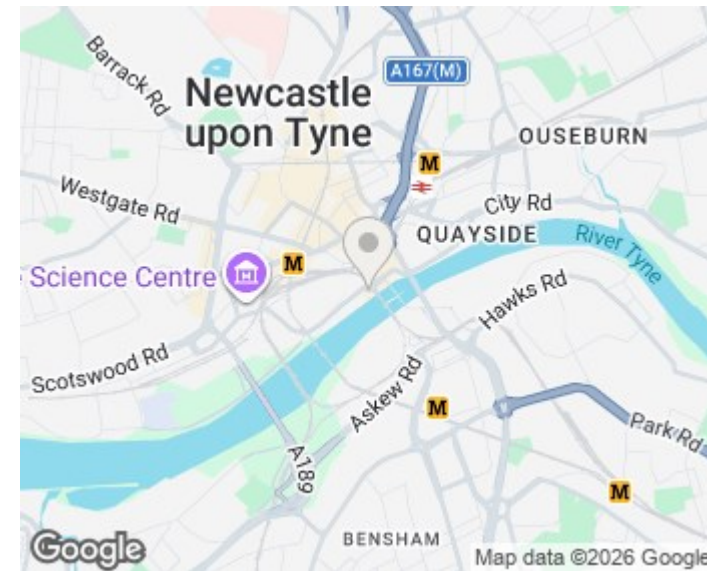 Barrack Rd
A167(M)
Newcastle
upon Tyne
M
OUSEBURN
Westgate Rd
City Rd
QUAYSIDE
River Tyne
Science Centre
M
Hawks Rd
Scotswood Rd
Askew Rd
M
Park Rd
A189
M
BENSHAM
Google
Map data ©2026 Google